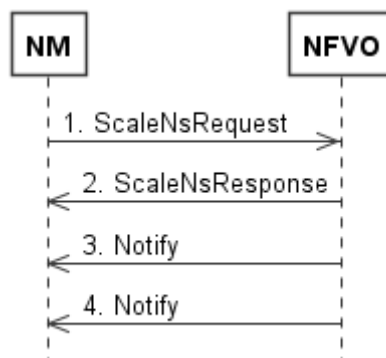 NM NFVO
1. ScaleNsRequest
2. ScaleNsResponse
3. Notify
4. Notify